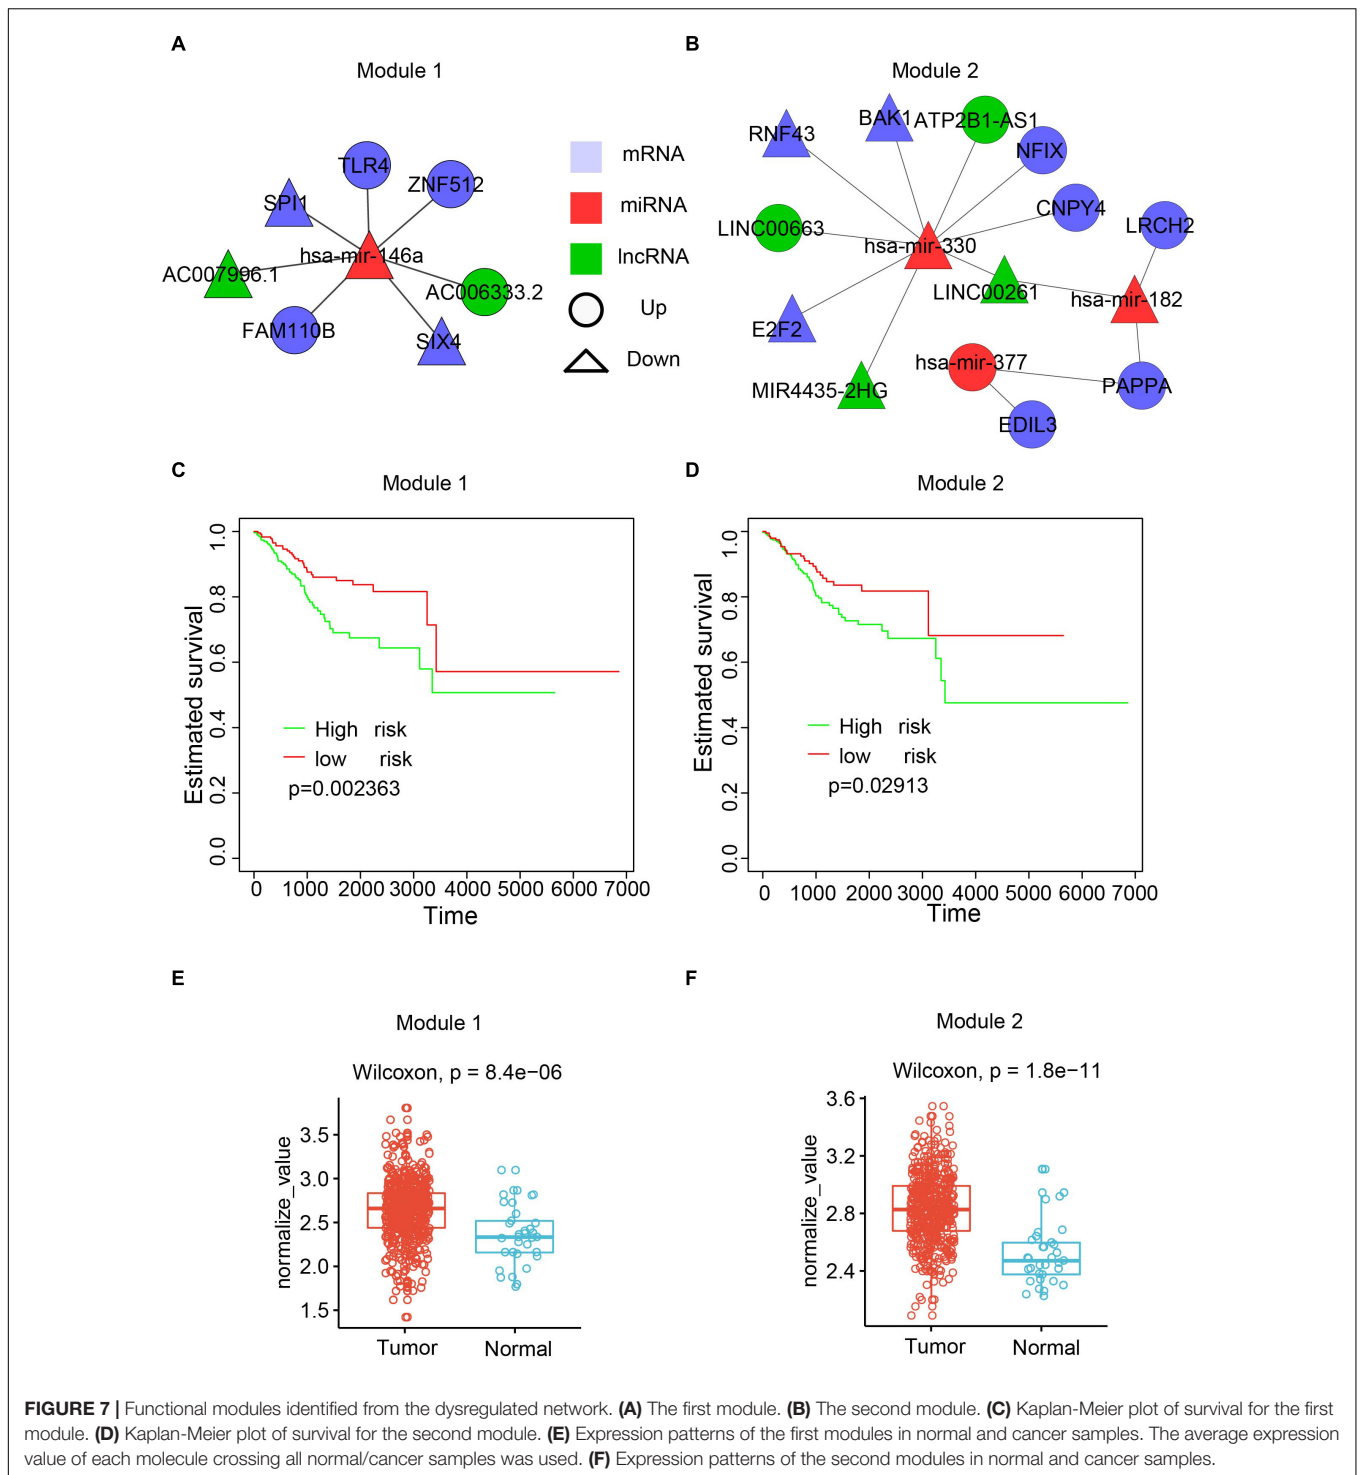 A
Module 1
TLR4
ZNF512
SPI1
hsa-mir-146a
AC007996.1
AC006333.2
FAM110B
SIX4
mRNA
miRNA
lncRNA
Up
Down
B
Module 2
RNF43
BAK1
ATP2B1-AS1
NFIX
CNPY4
LRCH2
LINC00663
hsa-mir-330
LINC00261
hsa-mir-182
E2F2
hsa-mir-377
MIR4435-2HG
PAPPA
EDIL3
C
Module 1
Estimated survival
1.0
0.8
0.6
0.4
0.2
0.0
High risk
low risk
p=0.002363
0 1000 2000 3000 4000 5000 6000 7000
Time
D
Module 2
Estimated survival
1.0
0.8
0.6
0.4
0.2
0.0
High risk
low risk
p=0.02913
0 1000 2000 3000 4000 5000 6000 7000
Time
E
Module 1
Wilcoxon, p = 8.4e−06
normalize_value
3.5
3.0
2.5
2.0
1.5
Tumor Normal
F
Module 2
Wilcoxon, p = 1.8e−11
normalize_value
3.6
3.2
2.8
2.4
Tumor Normal
FIGURE 7 | Functional modules identified from the dysregulated network. (A) The first module. (B) The second module. (C) Kaplan-Meier plot of survival for the first
module. (D) Kaplan-Meier plot of survival for the second module. (E) Expression patterns of the first modules in normal and cancer samples. The average expression
value of each molecule crossing all normal/cancer samples was used. (F) Expression patterns of the second modules in normal and cancer samples.